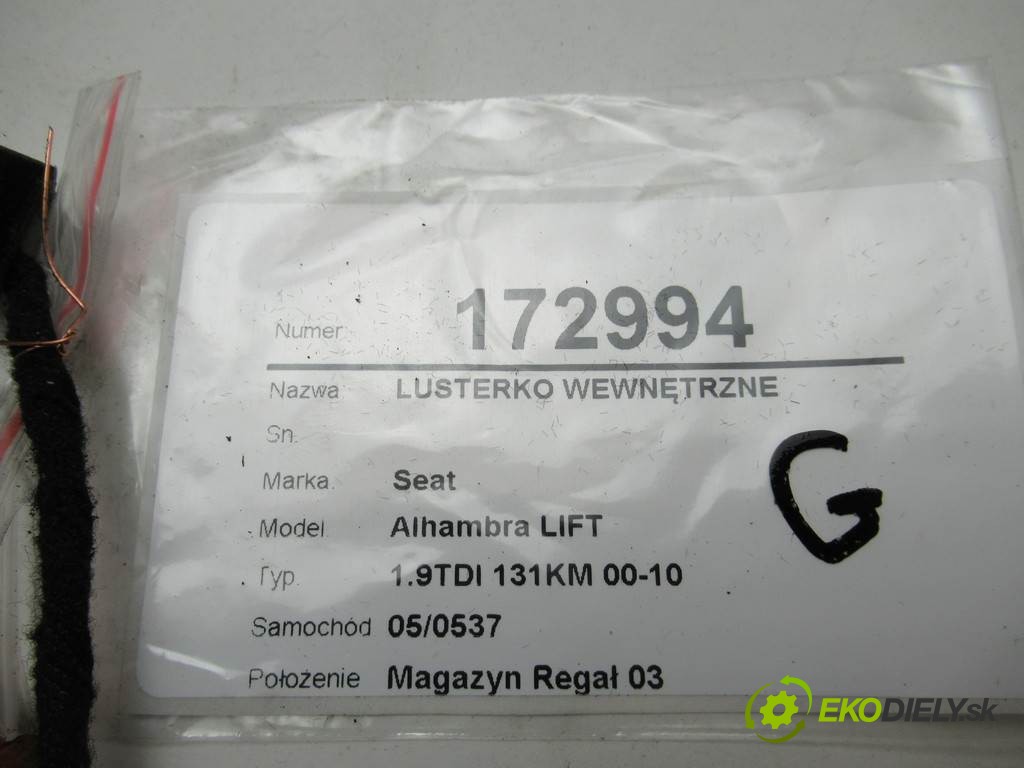 Numer 172994
Nazwa LUSTERKO WEWNĘTRZNE
Sn.
Marka. Seat
Model. Alhambra LIFT
Typ. 1.9TDI 131KM 00-10
Samochód 05/0537
Położenie Magazyn Regał 03
G
EKODIELY.sk